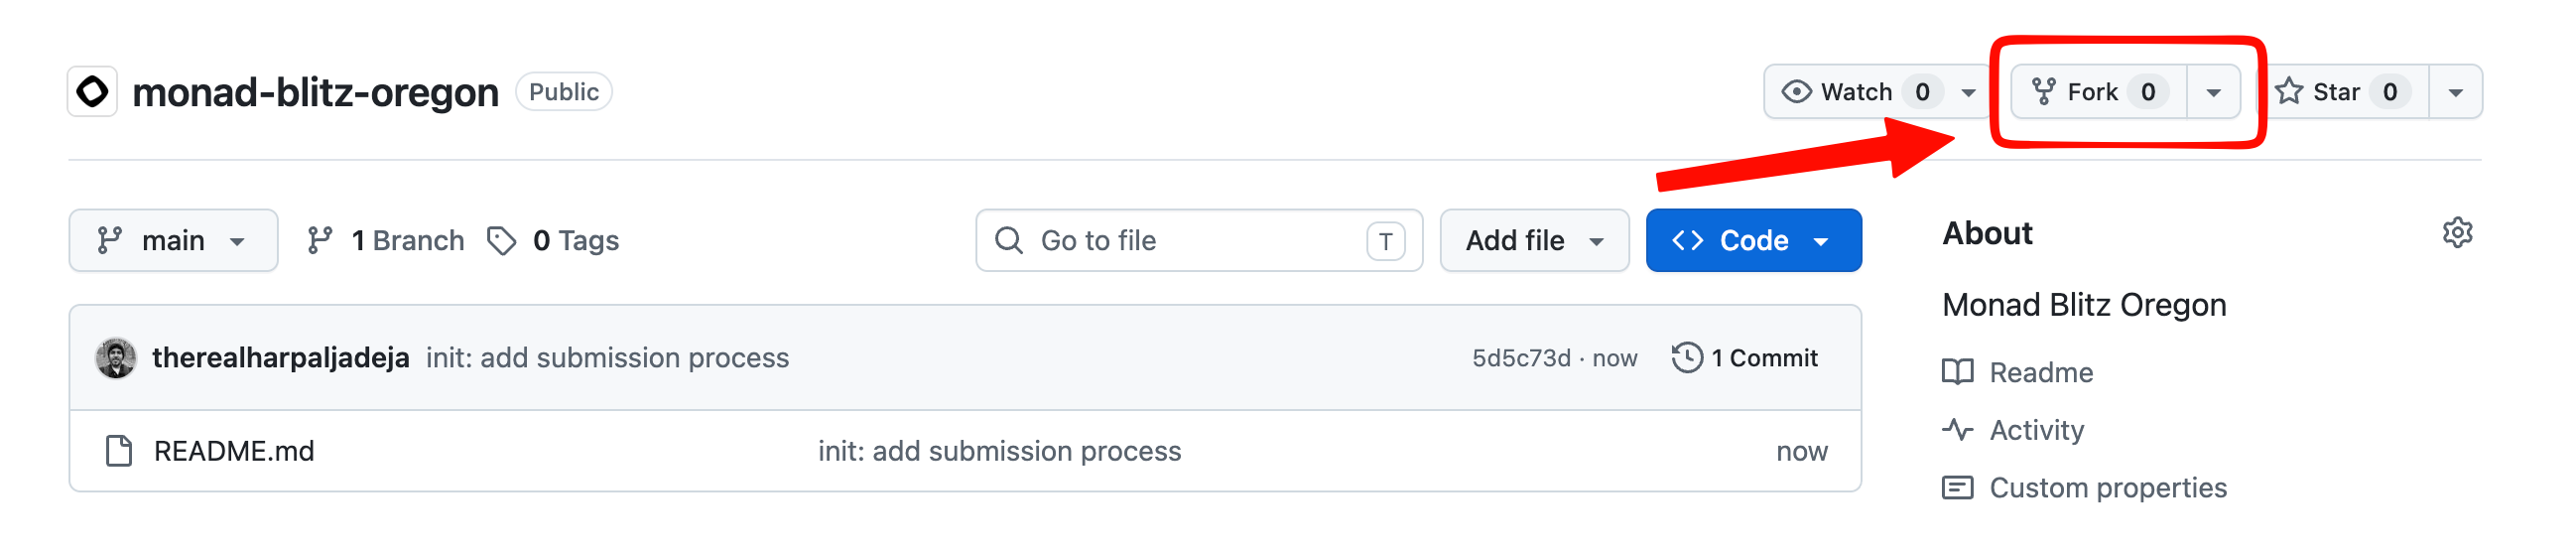 monad-blitz-oregon Public Watch 0 Fork 0 Star 0
main 1 Branch 0 Tags Go to file T Add file Code
About
Monad Blitz Oregon
therealharpaljadeja init: add submission process 5d5c73d · now 1 Commit
Readme
Activity
README.md init: add submission process now
Custom properties